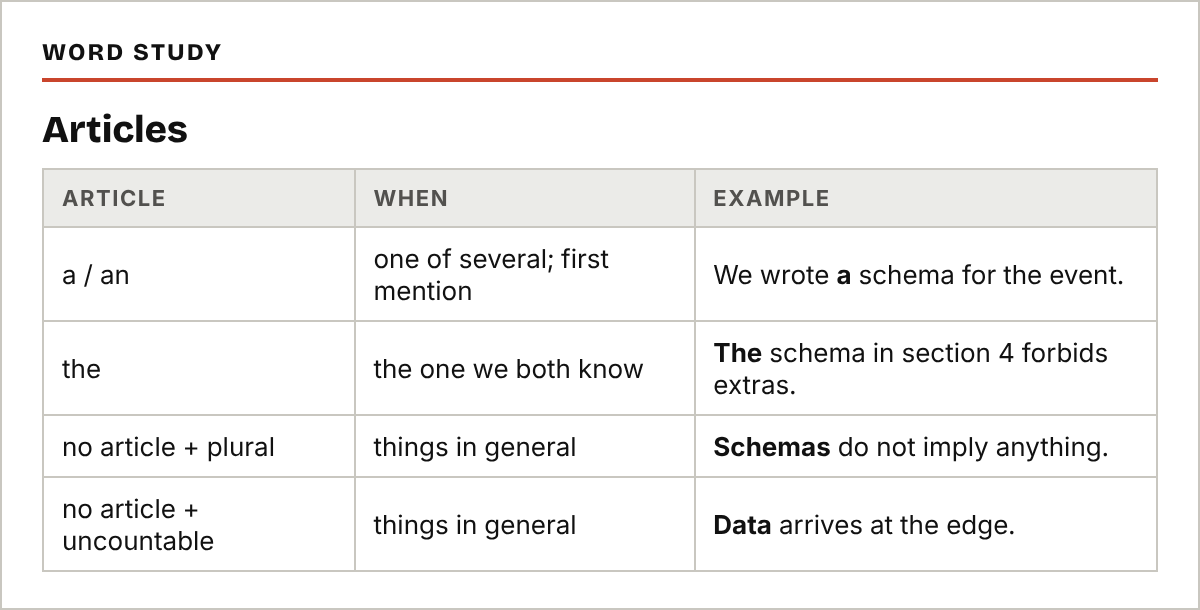 WORD STUDY
Articles
ARTICLE
WHEN
EXAMPLE
a / an
one of several; first
mention
We wrote a schema for the event.
the
the one we both know
The schema in section 4 forbids
extras.
no article + plural
things in general
Schemas do not imply anything.
no article +
uncountable
things in general
Data arrives at the edge.